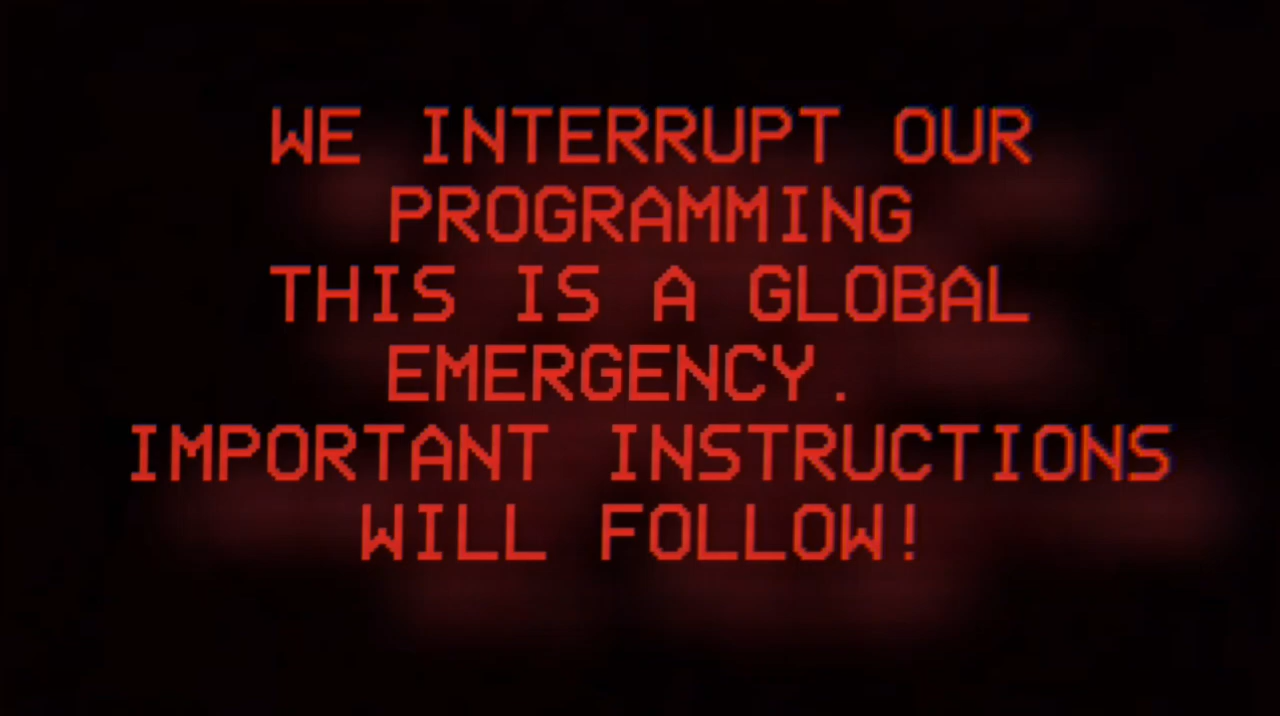 WE INTERRUPT OUR
PROGRAMMING
THIS IS A GLOBAL
EMERGENCY.
IMPORTANT INSTRUCTIONS
WILL FOLLOW!